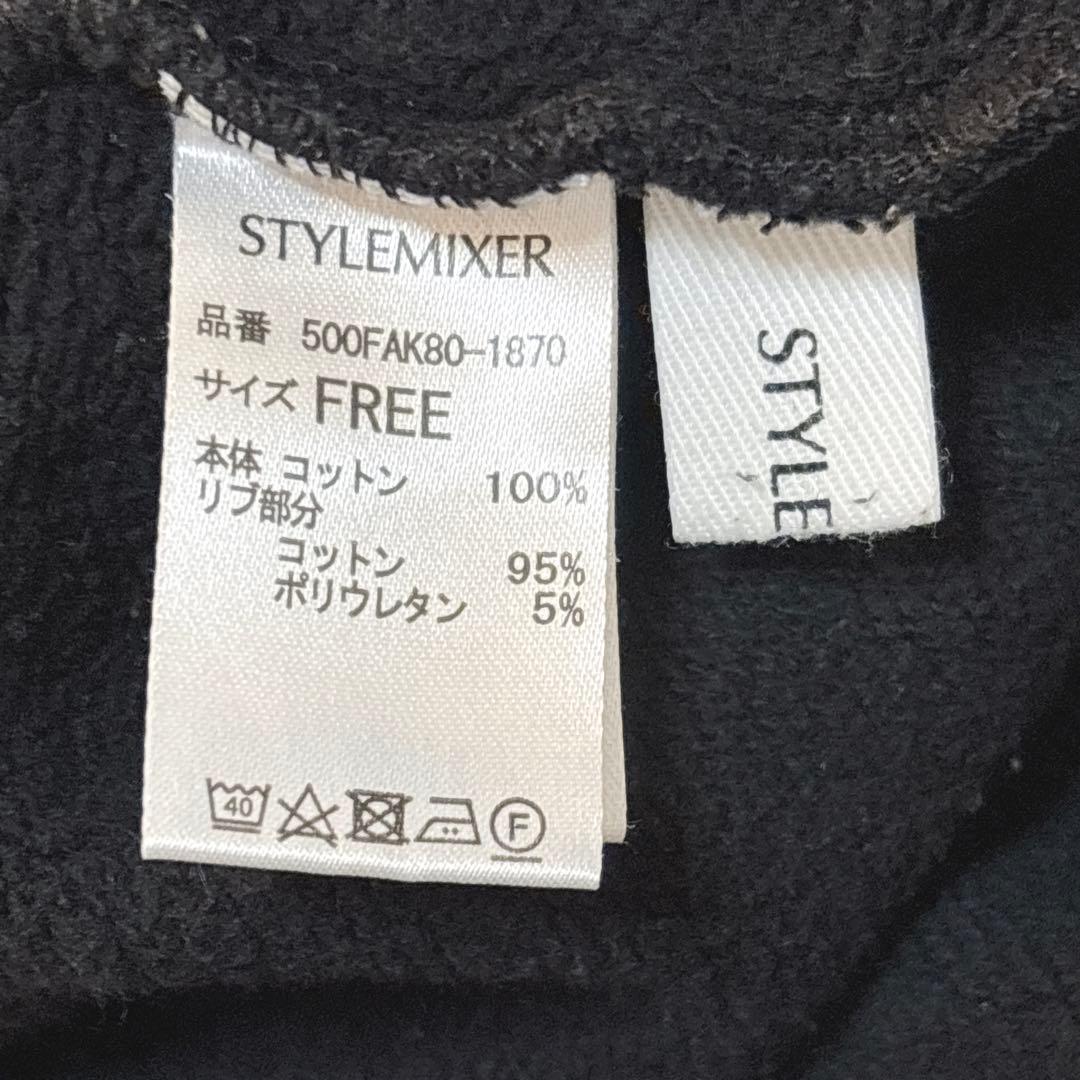 STYLEMIXER
品番 500FAK80-1870
サイズ FREE
本体 コットン 100%
リブ部分
コットン 95%
ポリウレタン 5%
40
F
STYLE